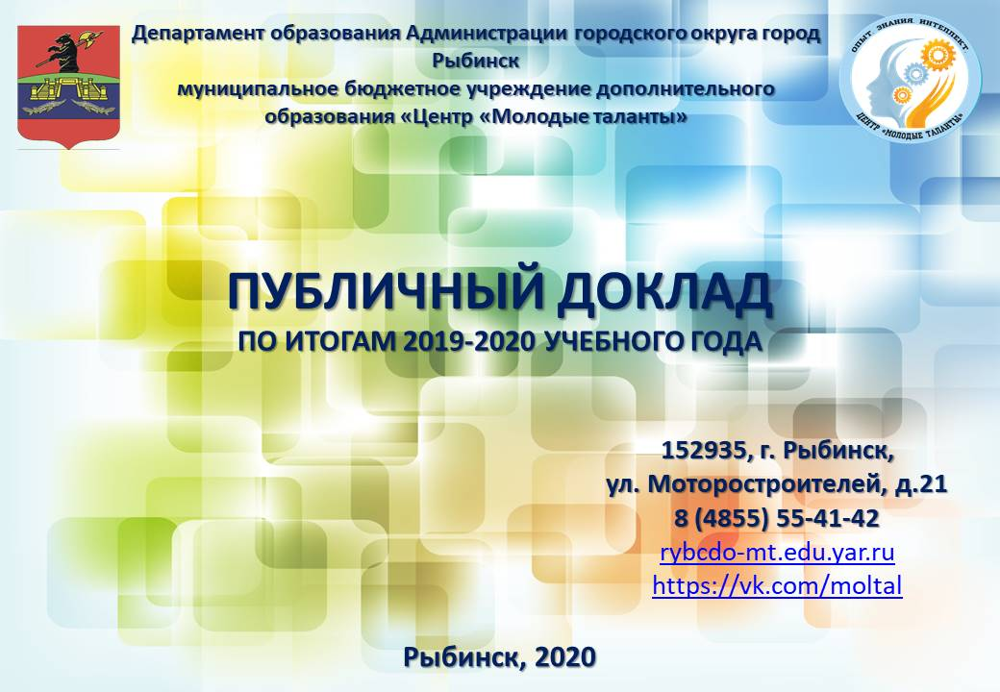 Департамент образования Администрации городского округа город
Рыбинск
муниципальное бюджетное учреждение дополнительного
образования «Центр «Молодые таланты»
ОПЫТ ЗНАНИЯ ИНТЕЛЛЕКТ
ЦЕНТР «МОЛОДЫЕ ТАЛАНТЫ»
ПУБЛИЧНЫЙ ДОКЛАД
ПО ИТОГАМ 2019-2020 УЧЕБНОГО ГОДА
152935, г. Рыбинск,
ул. Моторостроителей, д.21
8 (4855) 55-41-42
rybcdo-mt.edu.yar.ru
https://vk.com/moltal
Рыбинск, 2020